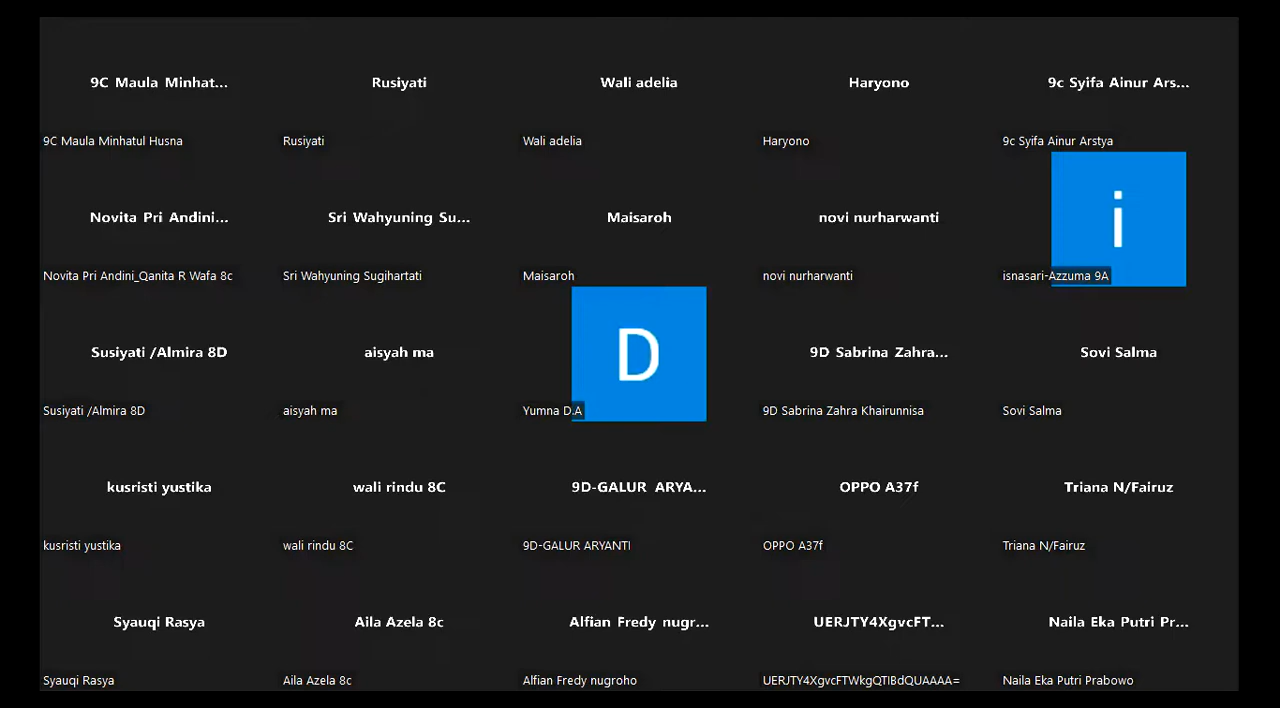 9C Maula Minhat...
Rusiyati
Wali adelia
Haryono
9c Syifa Ainur Ars...
9C Maula Minhatul Husna
Rusiyati
Wali adelia
Haryono
9c Syifa Ainur Arstya
Novita Pri Andini...
Sri Wahyuning Su...
Maisaroh
novi nurharwanti
i
Novita Pri Andini_Qanita R Wafa 8c
Sri Wahyuning Sugihartati
Maisaroh
novi nurharwanti
isnasari-Azzuma 9A
Susiyati /Almira 8D
aisyah ma
D
9D Sabrina Zahra...
Sovi Salma
Susiyati /Almira 8D
aisyah ma
Yumna D.A
9D Sabrina Zahra Khairunnisa
Sovi Salma
kusristi yustika
wali rindu 8C
9D-GALUR ARYA...
OPPO A37f
Triana N/Fairuz
kusristi yustika
wali rindu 8C
9D-GALUR ARYANTI
OPPO A37f
Triana N/Fairuz
Syauqi Rasya
Aila Azela 8c
Alfian Fredy nugr...
UERJTY4XgvcFT...
Naila Eka Putri Pr...
Syauqi Rasya
Aila Azela 8c
Alfian Fredy nugroho
UERJTY4XgvcFTWkgQTlBdQUAAAA=
Naila Eka Putri Prabowo